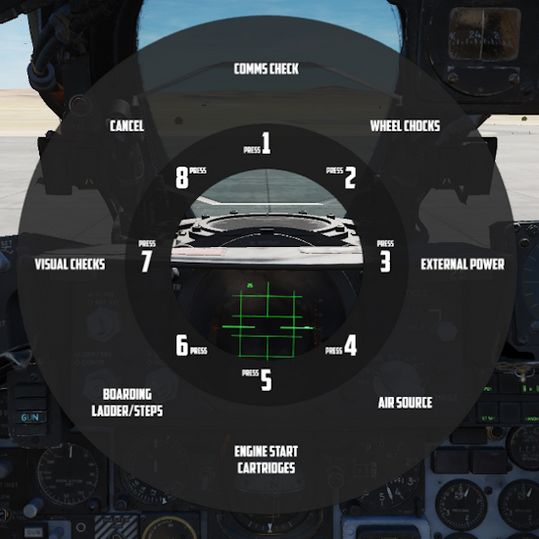 COMMS CHECK
PRESS 1
WHEEL CHOCKS
PRESS 2
EXTERNAL POWER
PRESS 3
AIR SOURCE
PRESS 4
ENGINE START
CARTRIDGES
PRESS 5
BOARDING
LADDER/STEPS
6 PRESS
VISUAL CHECKS
PRESS 7
CANCEL
8 PRESS
GUN